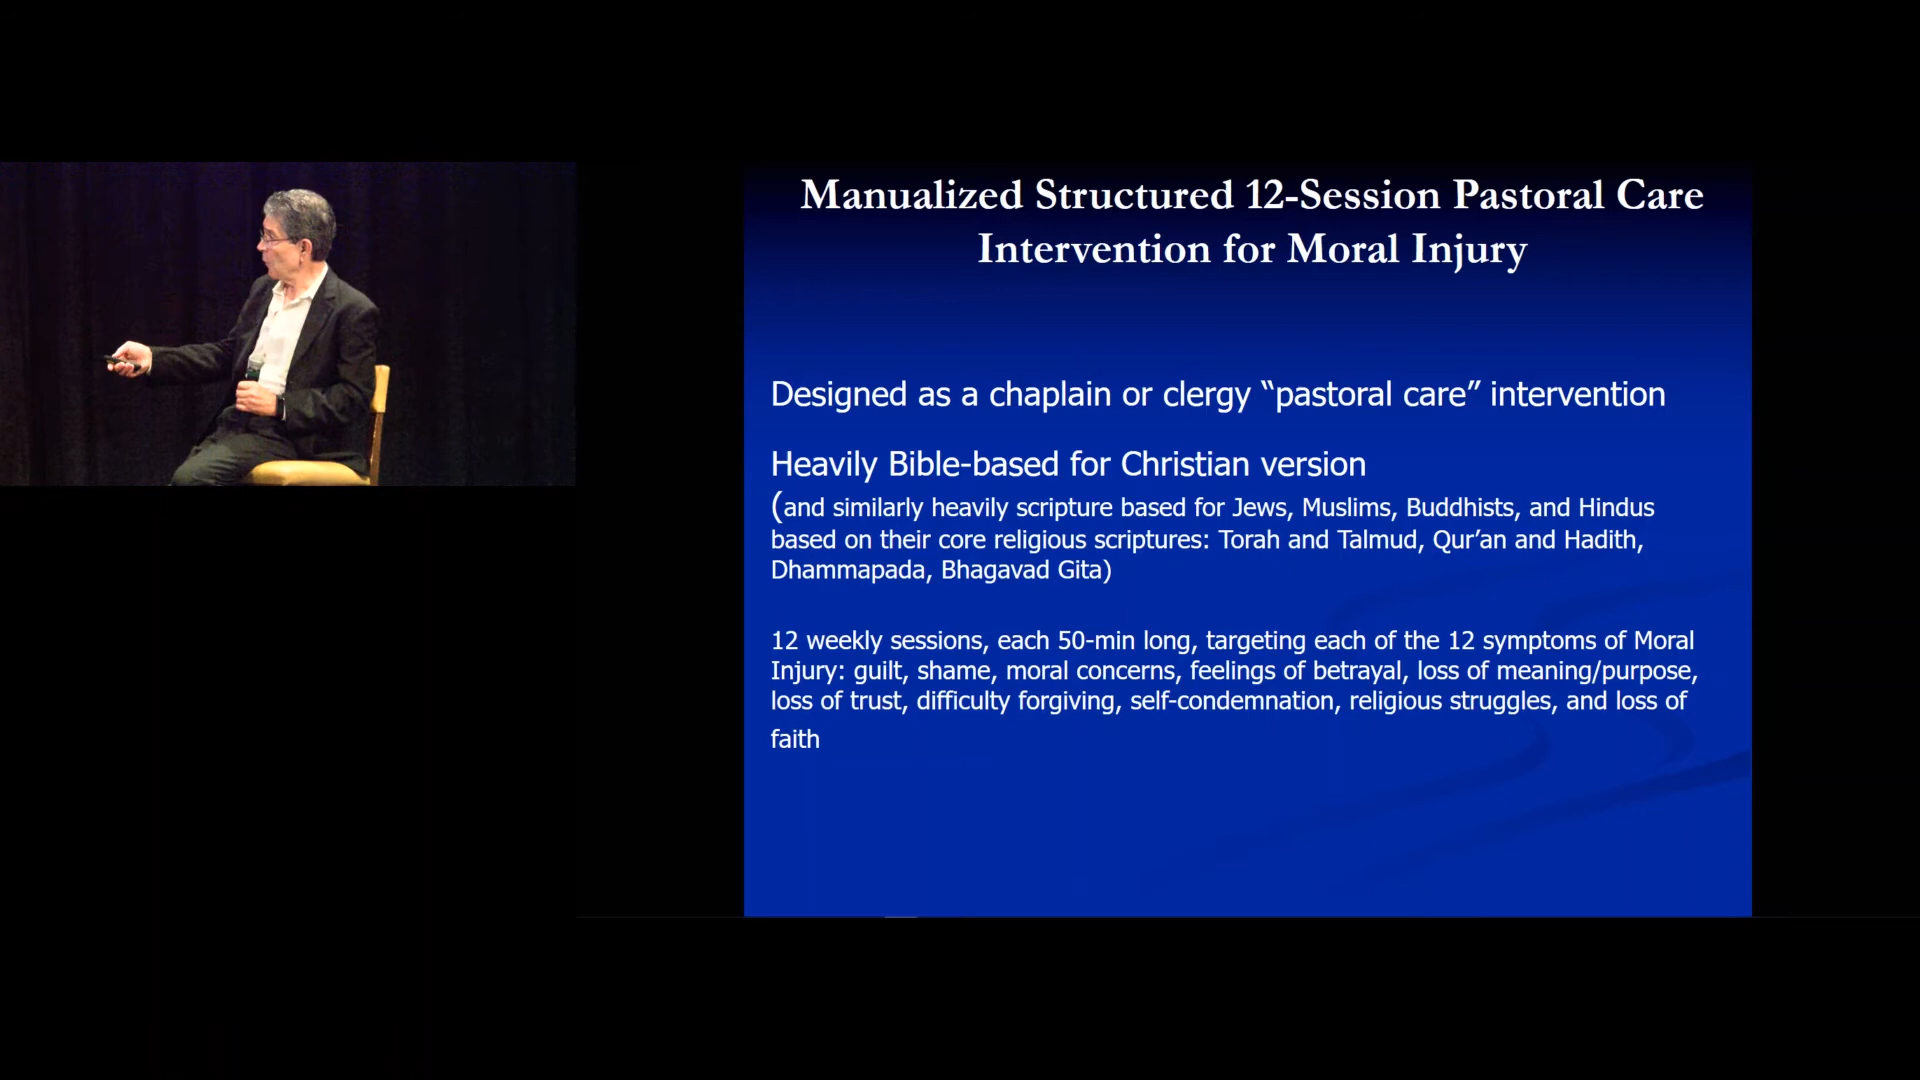 Manualized Structured 12-Session Pastoral Care
Intervention for Moral Injury
Designed as a chaplain or clergy “pastoral care” intervention
Heavily Bible-based for Christian version
(and similarly heavily scripture based for Jews, Muslims, Buddhists, and Hindus
based on their core religious scriptures: Torah and Talmud, Qur’an and Hadith,
Dhammapada, Bhagavad Gita)
12 weekly sessions, each 50-min long, targeting each of the 12 symptoms of Moral
Injury: guilt, shame, moral concerns, feelings of betrayal, loss of meaning/purpose,
loss of trust, difficulty forgiving, self-condemnation, religious struggles, and loss of
faith